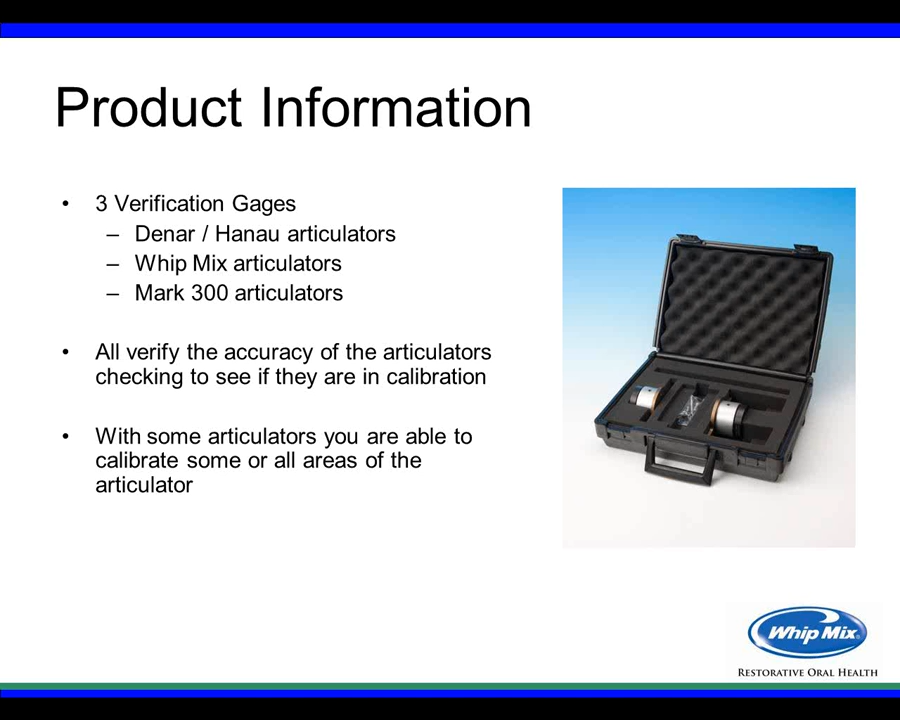 Product Information
• 3 Verification Gages
– Denar / Hanau articulators
– Whip Mix articulators
– Mark 300 articulators
• All verify the accuracy of the articulators
checking to see if they are in calibration
• With some articulators you are able to
calibrate some or all areas of the
articulator
Whip Mix®
RESTORATIVE ORAL HEALTH